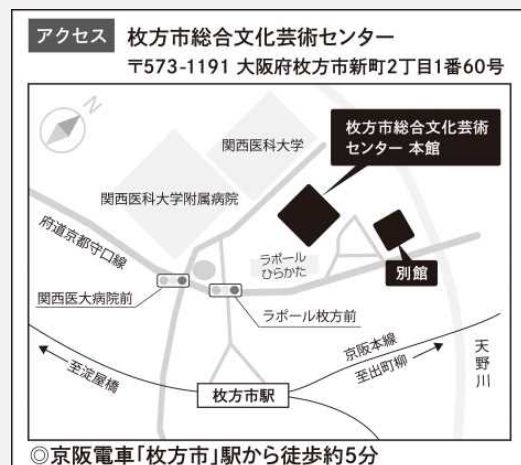 アクセス 枚方市総合文化芸術センター
〒573-1191 大阪府枚方市新町2丁目1番60号
N
関西医科大学
枚方市総合文化芸術
センター 本館
関西医科大学附属病院
府道京都守口線
ラポール
ひらかた
別館
関西医大病院前
ラポール枚方前
京阪本線
至出町柳
天野川
至淀屋橋
枚方市駅
◎京阪電車「枚方市」駅から徒歩約5分